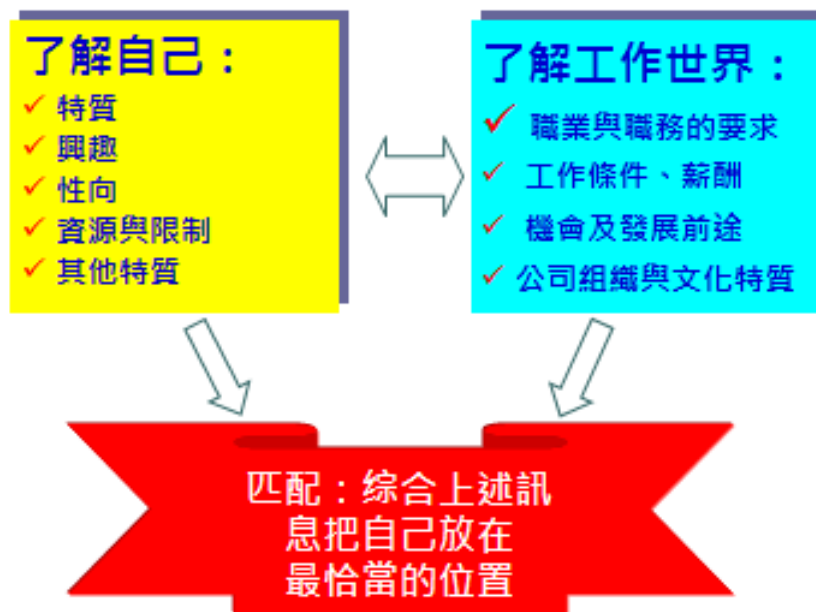 了解自己：
✓ 特質
✓ 興趣
✓ 性向
✓ 資源與限制
✓ 其他特質
了解工作世界：
✓ 職業與職務的要求
✓ 工作條件、薪酬
✓ 機會及發展前途
✓ 公司組織與文化特質
匹配：综合上述訊
息把自己放在
最恰當的位置